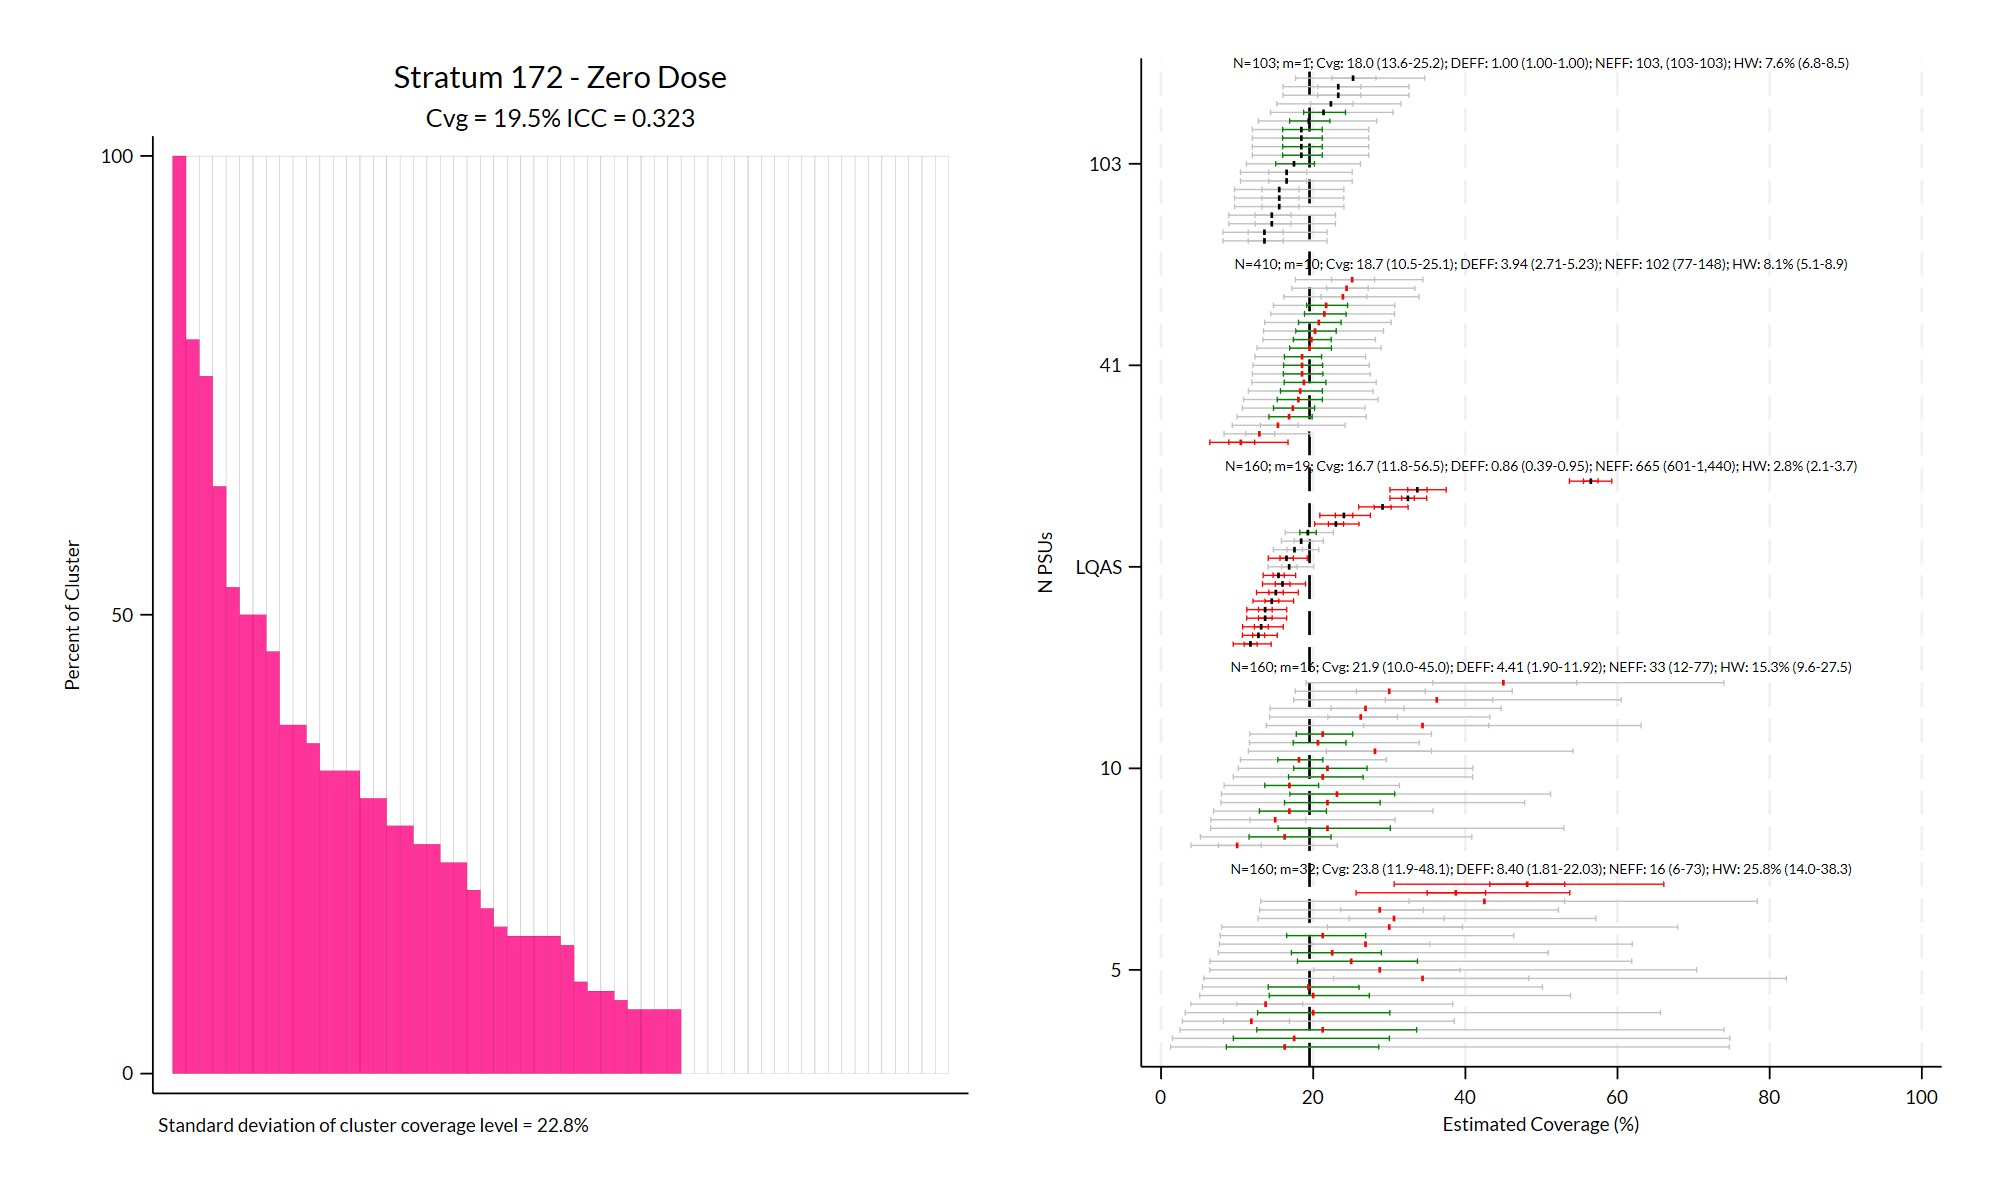 Stratum 172 - Zero Dose
Cvg = 19.5% ICC = 0.323
100
50
0
Percent of Cluster
Standard deviation of cluster coverage level = 22.8%
N=103; m=1; Cvg: 18.0 (13.6-25.2); DEFF: 1.00 (1.00-1.00); NEFF: 103, (103-103); HW: 7.6% (6.8-8.5)
103
N=410; m=10; Cvg: 18.7 (10.5-25.1); DEFF: 3.94 (2.71-5.23); NEFF: 102 (77-148); HW: 8.1% (5.1-8.9)
41
N=160; m=19; Cvg: 16.7 (11.8-56.5); DEFF: 0.86 (0.39-0.95); NEFF: 665 (601-1,440); HW: 2.8% (2.1-3.7)
LQAS
N=160; m=16; Cvg: 21.9 (10.0-45.0); DEFF: 4.41 (1.90-11.92); NEFF: 33 (12-77); HW: 15.3% (9.6-27.5)
10
N=160; m=32; Cvg: 23.8 (11.9-48.1); DEFF: 8.40 (1.81-22.03); NEFF: 16 (6-73); HW: 25.8% (14.0-38.3)
5
N PSUs
0 20 40 60 80 100
Estimated Coverage (%)